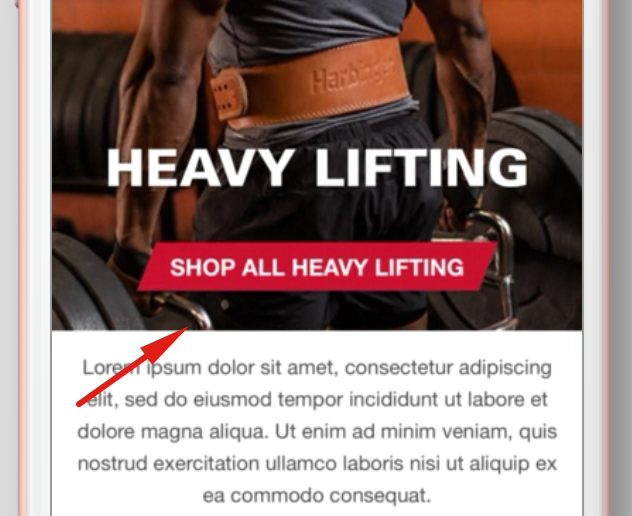 Harbinger
HEAVY LIFTING
SHOP ALL HEAVY LIFTING
Lorem ipsum dolor sit amet, consectetur adipiscing
elit, sed do eiusmod tempor incididunt ut labore et
dolore magna aliqua. Ut enim ad minim veniam, quis
nostrud exercitation ullamco laboris nisi ut aliquip ex
ea commodo consequat.